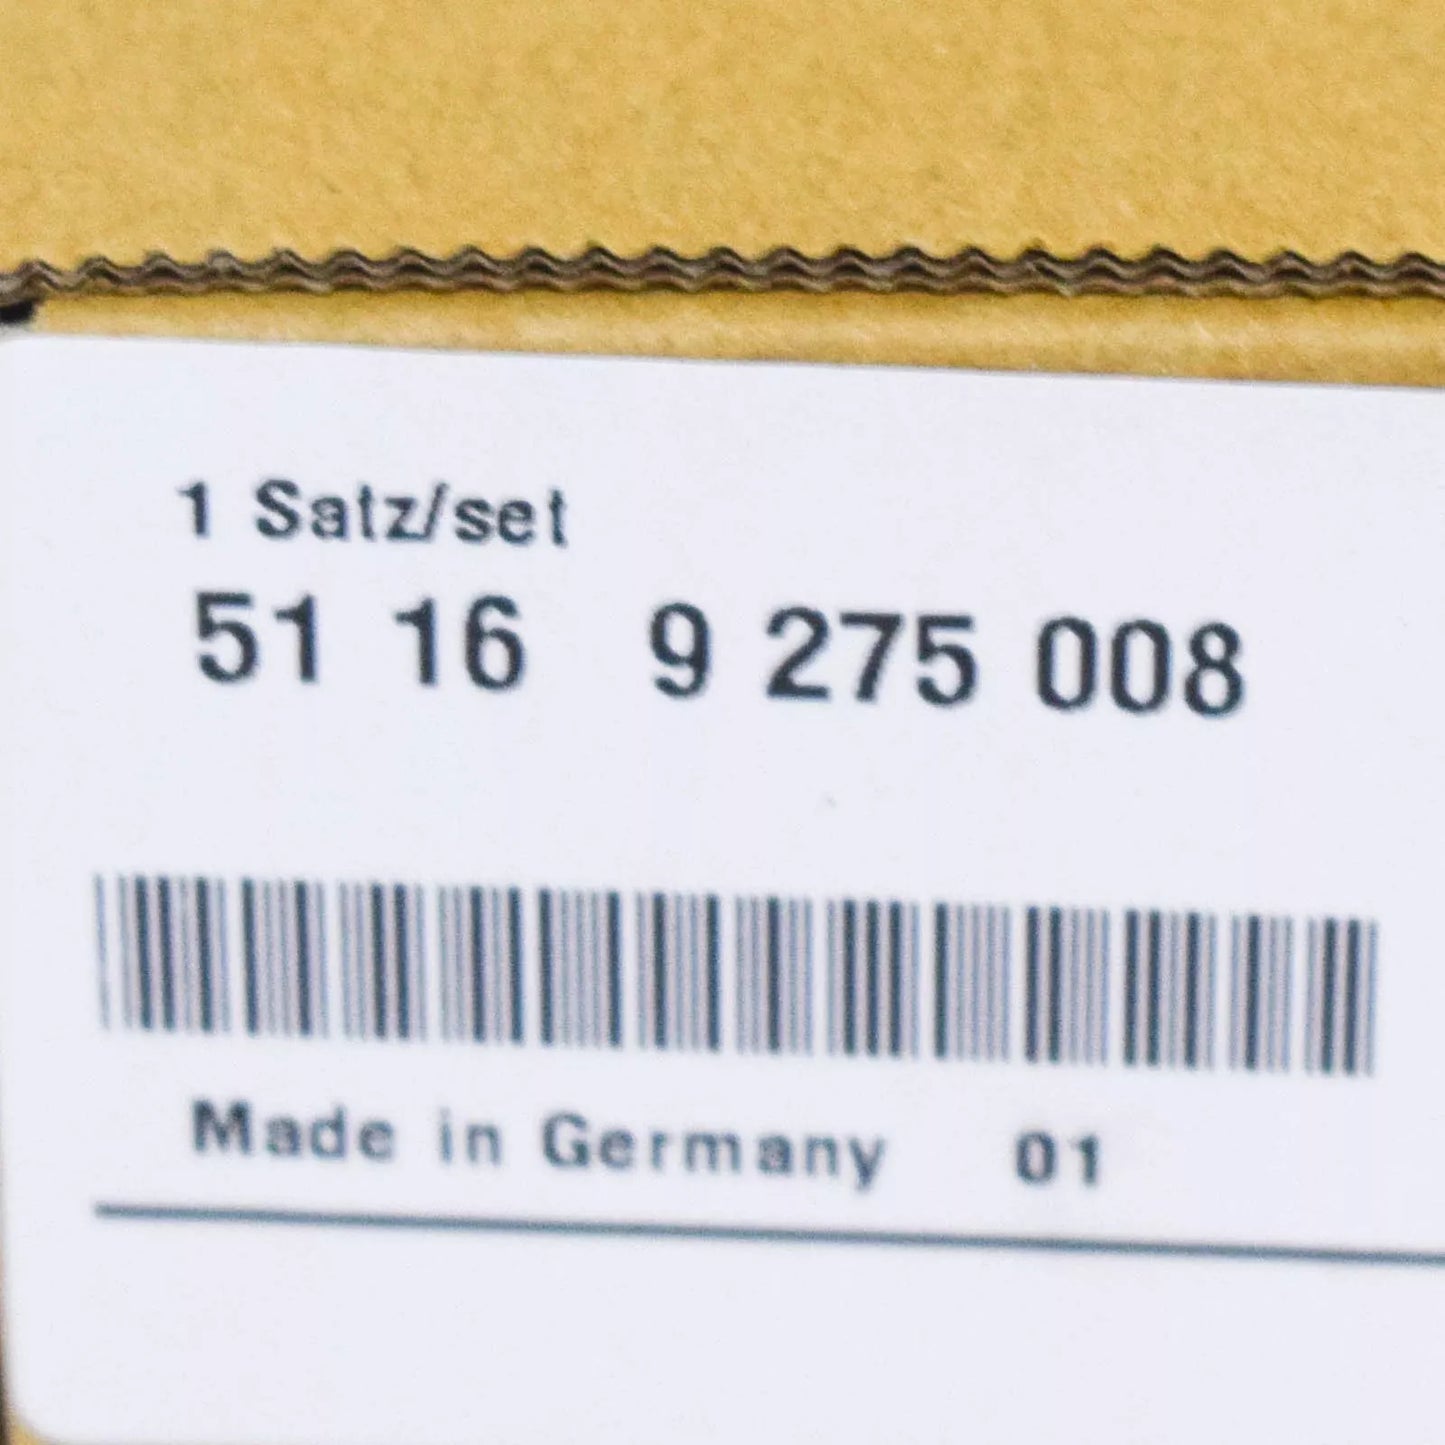 1 Satz/set
51 16 9 275 008
Made in Germany 01